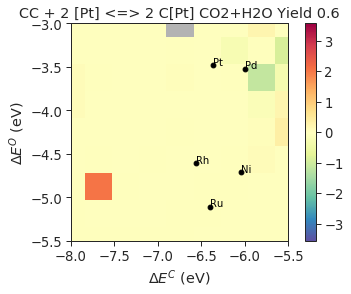 CC + 2 [Pt] <=> 2 C[Pt] CO2+H2O Yield 0.6
−3.0
−3.5
−4.0
−4.5
−5.0
−5.5
ΔE^O (eV)
Pt
Pd
Rh
Ni
Ru
−8.0 −7.5 −7.0 −6.5 −6.0 −5.5
ΔE^C (eV)
3
2
1
0
−1
−2
−3